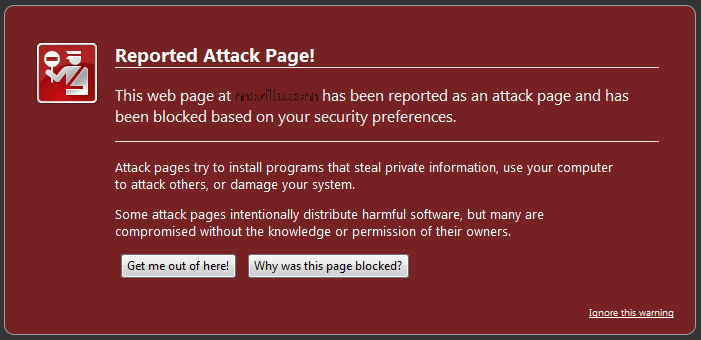 Reported Attack Page!
This web page at has been reported as an attack page and has
been blocked based on your security preferences.
Attack pages try to install programs that steal private information, use your computer
to attack others, or damage your system.
Some attack pages intentionally distribute harmful software, but many are
compromised without the knowledge or permission of their owners.
Get me out of here!
Why was this page blocked?
Ignore this warning